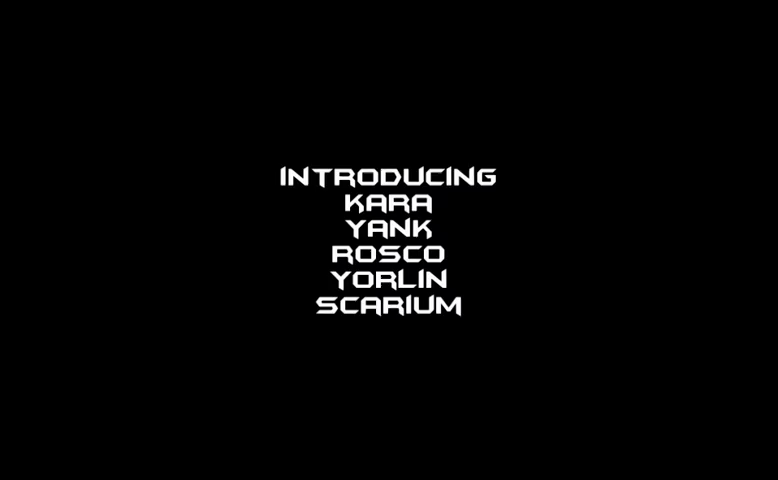 INTRODUCING
KARA
YANK
ROSCO
YORLIN
SCARIUM